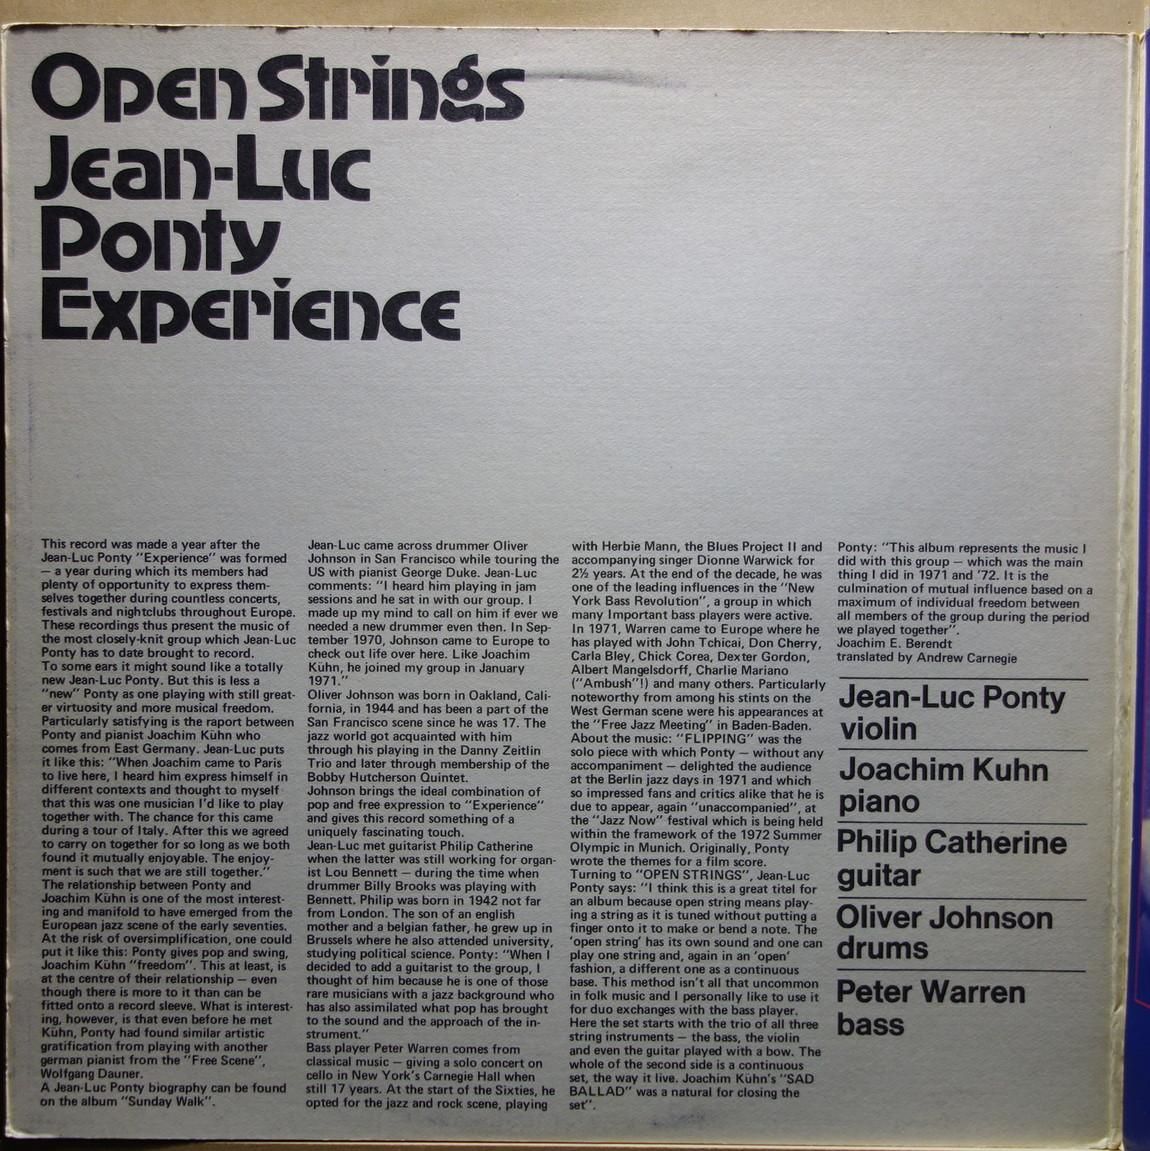 Open Strings
Jean-Luc
Ponty
Experience
This record was made a year after the
Jean-Luc Ponty "Experience" was formed
— a year during which its members had
plenty of opportunity to express them-
selves together during countless concerts,
festivals and nightclubs throughout Europe.
These recordings thus present the music of
the most closely-knit group which Jean-Luc
Ponty has to date brought to record.
To some ears it might sound like a totally
new Jean-Luc Ponty. But this is less a
"new" Ponty as one playing with still great-
er virtuosity and more musical freedom.
Particularly satisfying is the raport between
Ponty and pianist Joachim Kühn who
comes from East Germany. Jean-Luc puts
it like this: "When Joachim came to Paris
to live here, I heard him express himself in
different contexts and thought to myself
that this was one musician I'd like to play
together with. The chance for this came
during a tour of Italy. After this we agreed
to carry on together for so long as we both
found it mutually enjoyable. The enjoy-
ment is such that we are still together."
The relationship between Ponty and
Joachim Kühn is one of the most interest-
ing and manifold to have emerged from the
European jazz scene of the early seventies.
At the risk of oversimplification, one could
put it like this: Ponty gives pop and swing,
Joachim Kühn "freedom". This at least, is
at the centre of their relationship — even
though there is more to it than can be
fitted onto a record sleeve. What is interest-
ing, however, is that even before he met
Kühn, Ponty had found similar artistic
gratification from playing with another
german pianist from the "Free Scene",
Wolfgang Dauner.
A Jean-Luc Ponty biography can be found
on the album "Sunday Walk".
Jean-Luc came across drummer Oliver
Johnson in San Francisco while touring the
US with pianist George Duke. Jean-Luc
comments: "I heard him playing in jam
sessions and he sat in with our group. I
made up my mind to call on him if ever we
needed a new drummer even then. In Sep-
tember 1970, Johnson came to Europe to
check out life over here. Like Joachim
Kühn, he joined my group in January
1971."
Oliver Johnson was born in Oakland, Cali-
fornia, in 1944 and has been a part of the
San Francisco scene since he was 17. The
jazz world got acquainted with him
through his playing in the Danny Zeitlin
Trio and later through membership of the
Bobby Hutcherson Quintet.
Johnson brings the ideal combination of
pop and free expression to "Experience"
and gives this record something of a
uniquely fascinating touch.
Jean-Luc met guitarist Philip Catherine
when the latter was still working for organ-
ist Lou Bennett — during the time when
drummer Billy Brooks was playing with
Bennett. Philip was born in 1942 not far
from London. The son of an english
mother and a belgian father, he grew up in
Brussels where he also attended university,
studying political science. Ponty: "When I
decided to add a guitarist to the group, I
thought of him because he is one of those
rare musicians with a jazz background who
has also assimilated what pop has brought
to the sound and the approach of the in-
strument."
Bass player Peter Warren comes from
classical music — giving a solo concert on
cello in New York's Carnegie Hall when
still 17 years. At the start of the Sixties, he
opted for the jazz and rock scene, playing
with Herbie Mann, the Blues Project II and
accompanying singer Dionne Warwick for
2½ years. At the end of the decade, he was
one of the leading influences in the "New
York Bass Revolution", a group in which
many Important bass players were active.
In 1971, Warren came to Europe where he
has played with John Tchicai, Don Cherry,
Carla Bley, Chick Corea, Dexter Gordon,
Albert Mangelsdorff, Charlie Mariano
("Ambush"!) and many others. Particularly
noteworthy from among his stints on the
West German scene were his appearances at
the "Free Jazz Meeting" in Baden-Baden.
About the music: "FLIPPING" was the
solo piece with which Ponty — without any
accompaniment — delighted the audience
at the Berlin jazz days in 1971 and which
so impressed fans and critics alike that he is
due to appear, again "unaccompanied", at
the "Jazz Now" festival which is being held
within the framework of the 1972 Summer
Olympic in Munich. Originally, Ponty
wrote the themes for a film score.
Turning to "OPEN STRINGS", Jean-Luc
Ponty says: "I think this is a great titel for
an album because open string means play-
ing a string as it is tuned without putting a
finger onto it to make or bend a note. The
'open string' has its own sound and one can
play one string and, again in an 'open'
fashion, a different one as a continuous
base. This method isn't all that uncommon
in folk music and I personally like to use it
for duo exchanges with the bass player.
Here the set starts with the trio of all three
string instruments — the bass, the violin
and even the guitar played with a bow. The
whole of the second side is a continuous
set, the way it live. Joachim Kühn's "SAD
BALLAD" was a natural for closing the
set".
Ponty: "This album represents the music I
did with this group — which was the main
thing I did in 1971 and '72. It is the
culmination of mutual influence based on a
maximum of individual freedom between
all members of the group during the period
we played together".
Joachim E. Berendt
translated by Andrew Carnegie
Jean-Luc Ponty
violin
Joachim Kuhn
piano
Philip Catherine
guitar
Oliver Johnson
drums
Peter Warren
bass